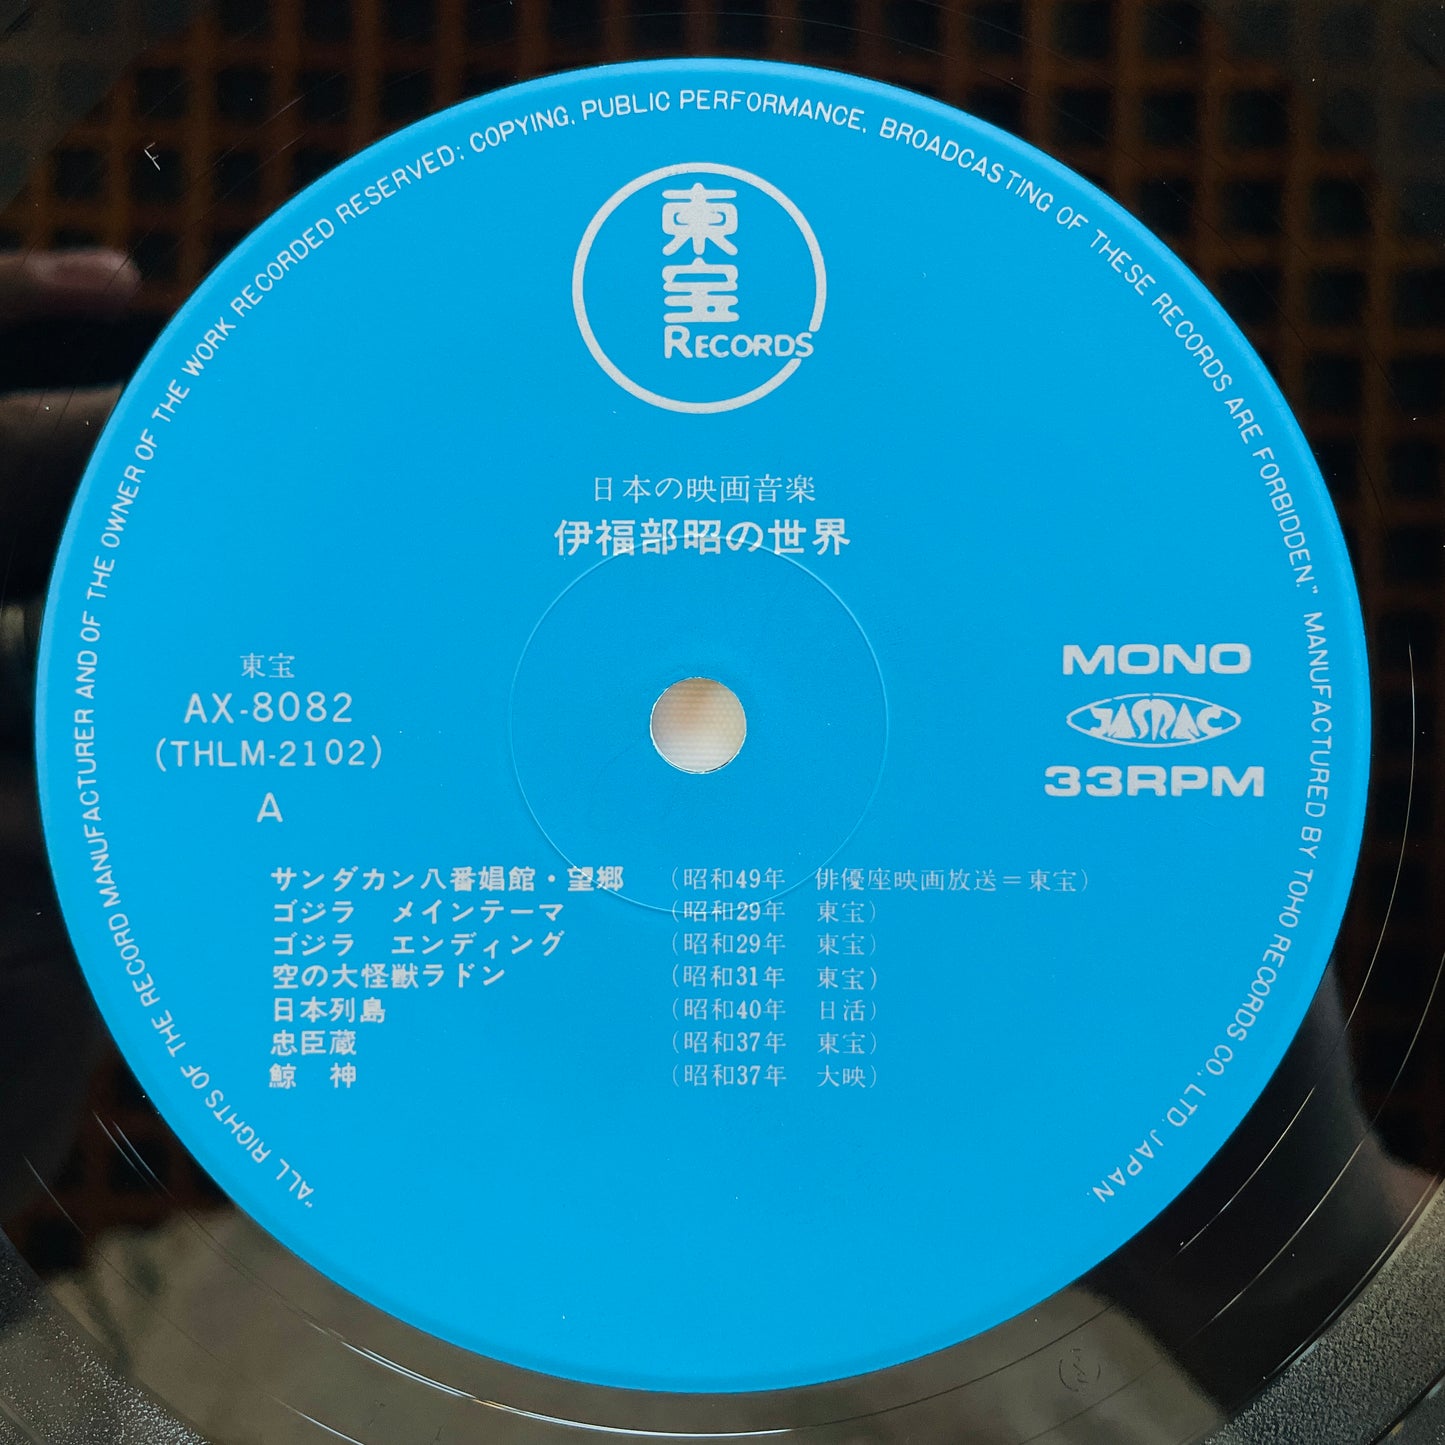 "ALL RIGHTS OF THE RECORD MANUFACTURER AND OF THE OWNER OF THE WORK RECORDED RESERVED; COPYING, PUBLIC PERFORMANCE, BROADCASTING OF THESE RECORDS ARE FORBIDDEN." MANUFACTURED BY TOHO RECORDS CO., LTD. JAPAN.
東宝
RECORDS
日本の映画音楽
伊福部昭の世界
東宝
AX-8082
(THLM-2102)
A
MONO
JASRAC
33RPM
サンダカン八番娼館・望郷 (昭和49年 俳優座映画放送=東宝)
ゴジラ メインテーマ (昭和29年 東宝)
ゴジラ エンディング (昭和29年 東宝)
空の大怪獣ラドン (昭和31年 東宝)
日本列島 (昭和40年 日活)
忠臣蔵 (昭和37年 東宝)
鯨 神 (昭和37年 大映)